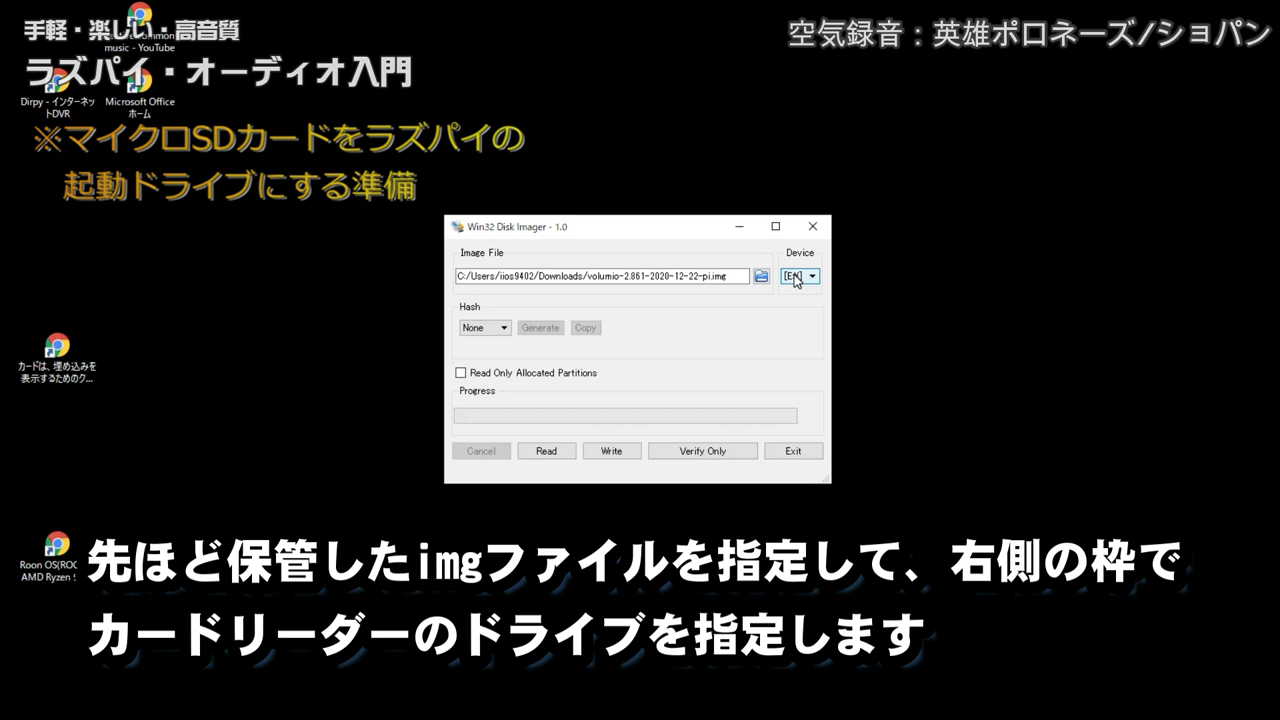 手軽・楽しい・高音質
music - YouTube
ラズパイ・オーディオ入門
空気録音：英雄ポロネーズ/ショパン
Dirpy - インターネットDVR
Microsoft Office ホーム
※マイクロSDカードをラズパイの
起動ドライブにする準備
Win32 Disk Imager - 1.0
Image File
Device
C:/Users/iios9402/Downloads/volumio-2.861-2020-12-22-pi.img
Hash
None
Generate
Copy
Read Only Allocated Partitions
Progress
Cancel
Read
Write
Verify Only
Exit
カードは、埋め込みを
表示するためのク...
Roon OS(ROC
AMD Ryzen
先ほど保管したimgファイルを指定して、右側の枠で
カードリーダーのドライブを指定します